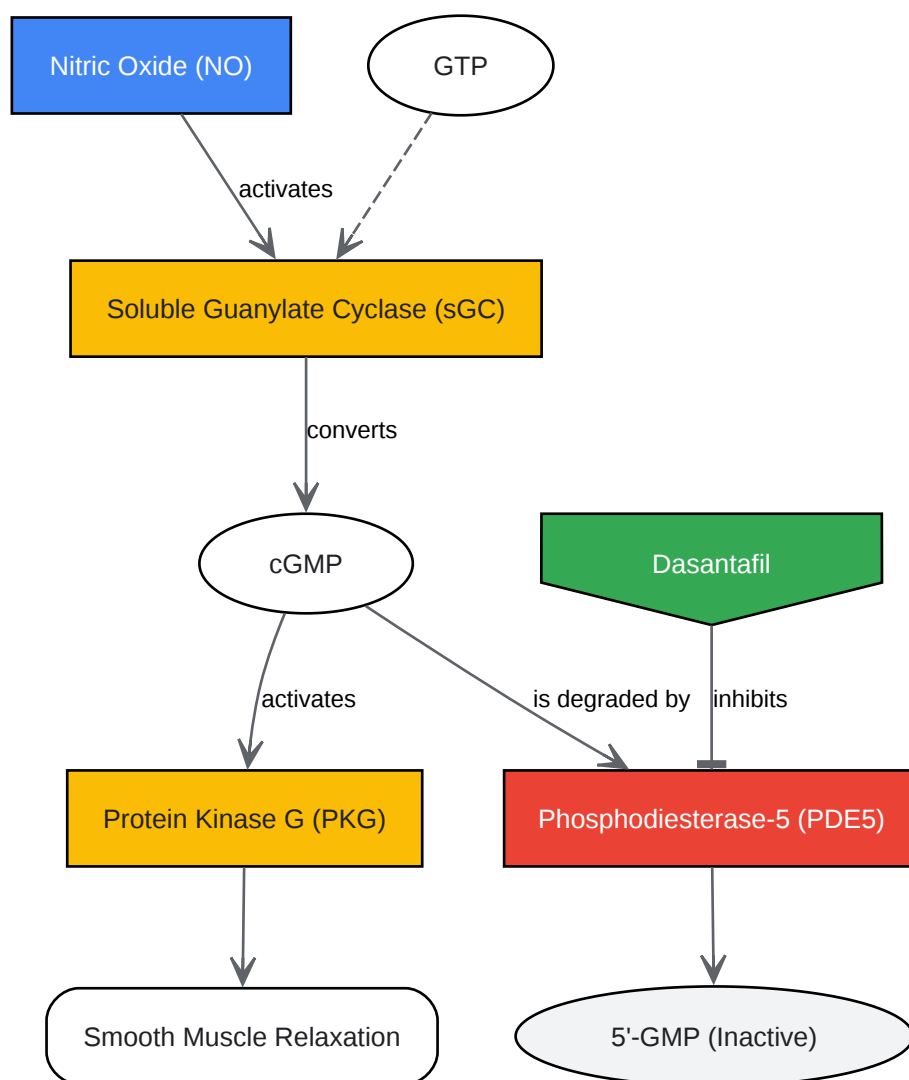 Nitric Oxide (NO)
GTP
activates
Soluble Guanylate Cyclase (sGC)
converts
cGMP
Dasantafil
activates
is degraded by
inhibits
Protein Kinase G (PKG)
Phosphodiesterase-5 (PDE5)
Smooth Muscle Relaxation
5'-GMP (Inactive)